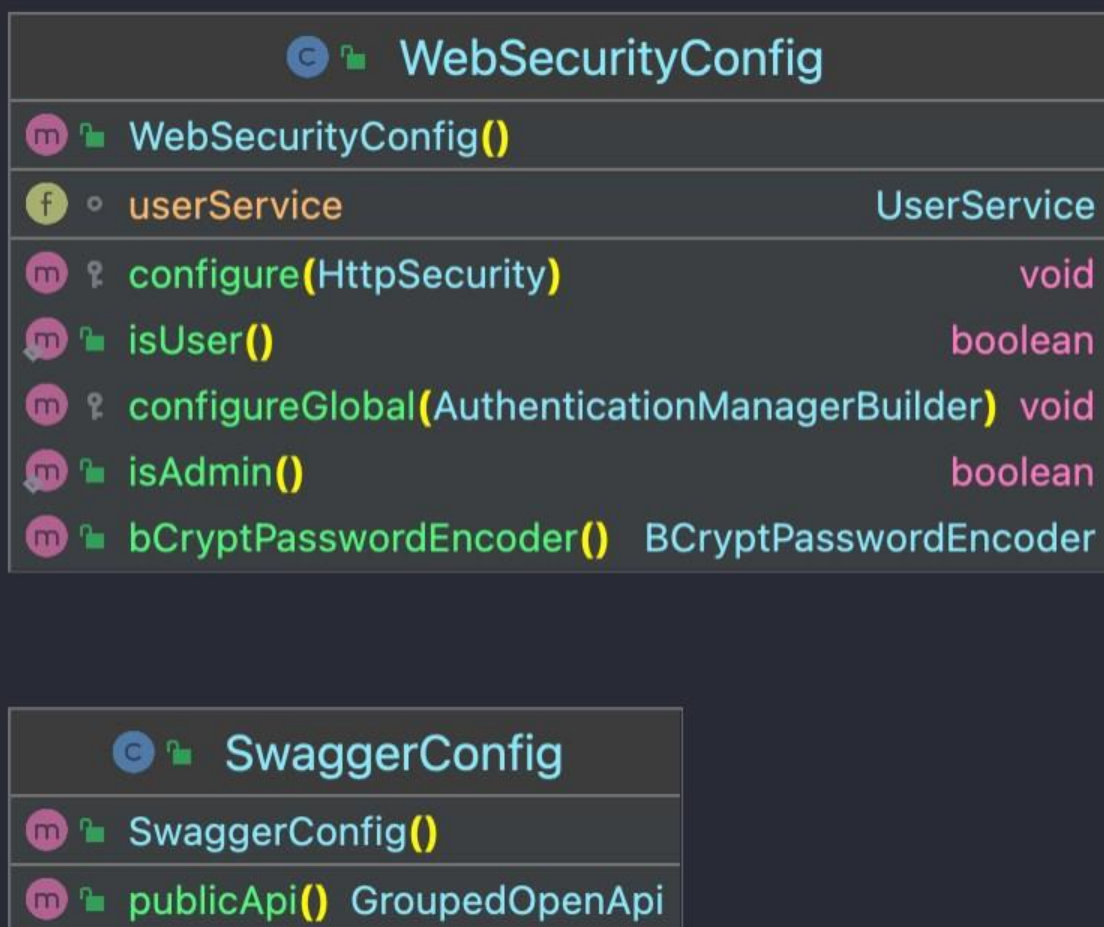 C WebSecurityConfig
m WebSecurityConfig()
f userService UserService
m configure(HttpSecurity) void
m isUser() boolean
m configureGlobal(AuthenticationManagerBuilder) void
m isAdmin() boolean
m bCryptPasswordEncoder() BCryptPasswordEncoder
C SwaggerConfig
m SwaggerConfig()
m publicApi() GroupedOpenApi